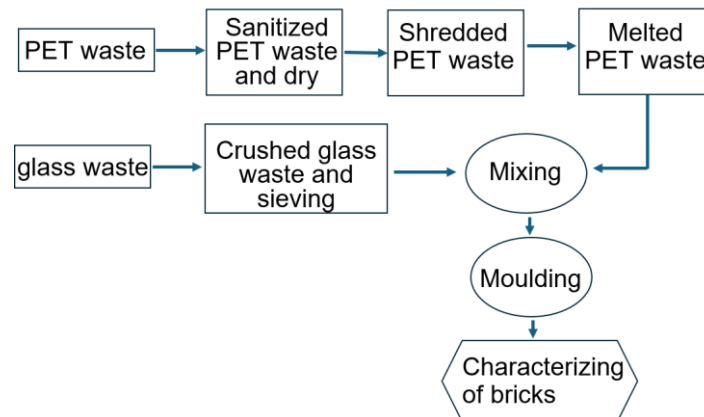 PET waste
Sanitized
PET waste
and dry
Shredded
PET waste
Melted
PET waste
glass waste
Crushed glass
waste and
sieving
Mixing
Moulding
Characterizing
of bricks